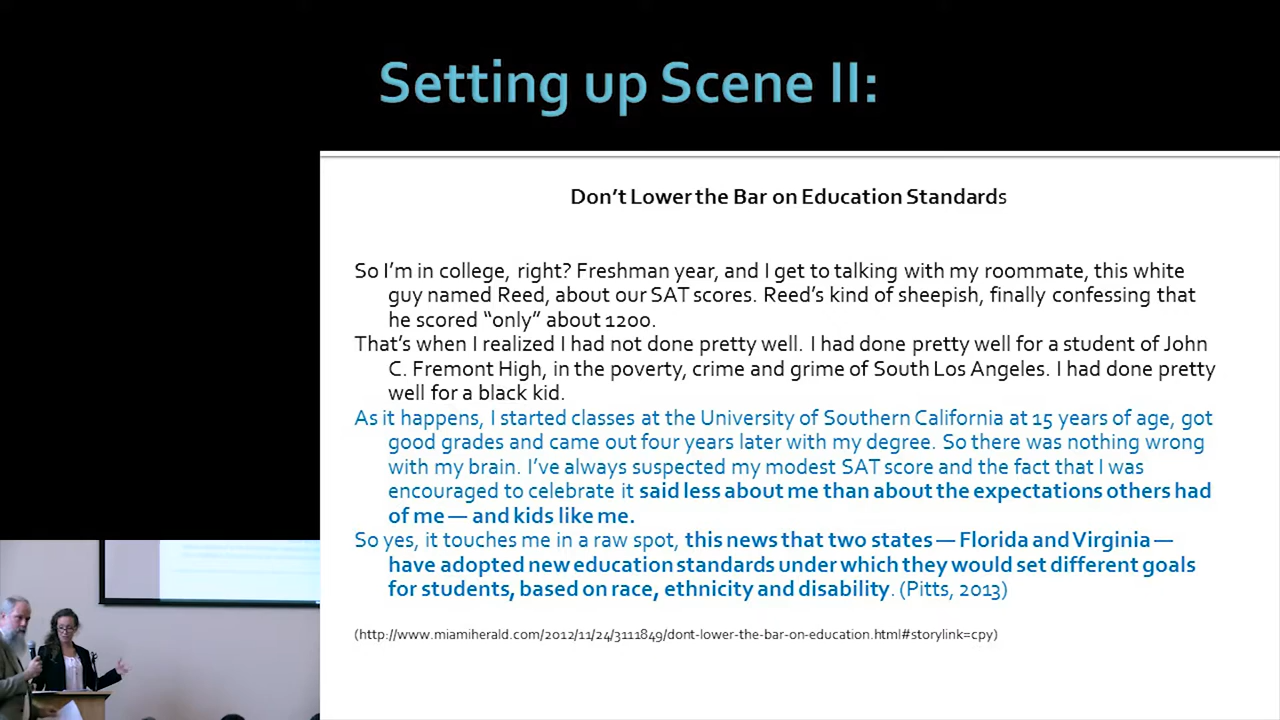 Setting up Scene II:
Don't Lower the Bar on Education Standards
So I'm in college, right? Freshman year, and I get to talking with my roommate, this white
guy named Reed, about our SAT scores. Reed's kind of sheepish, finally confessing that
he scored “only” about 1200.
That's when I realized I had not done pretty well. I had done pretty well for a student of John
C. Fremont High, in the poverty, crime and grime of South Los Angeles. I had done pretty
well for a black kid.
As it happens, I started classes at the University of Southern California at 15 years of age, got
good grades and came out four years later with my degree. So there was nothing wrong
with my brain. I've always suspected my modest SAT score and the fact that I was
encouraged to celebrate it said less about me than about the expectations others had
of me — and kids like me.
So yes, it touches me in a raw spot, this news that two states — Florida and Virginia —
have adopted new education standards under which they would set different goals
for students, based on race, ethnicity and disability. (Pitts, 2013)
(http://www.miamiherald.com/2012/11/24/3111849/dont-lower-the-bar-on-education.html#storylink=cpy)